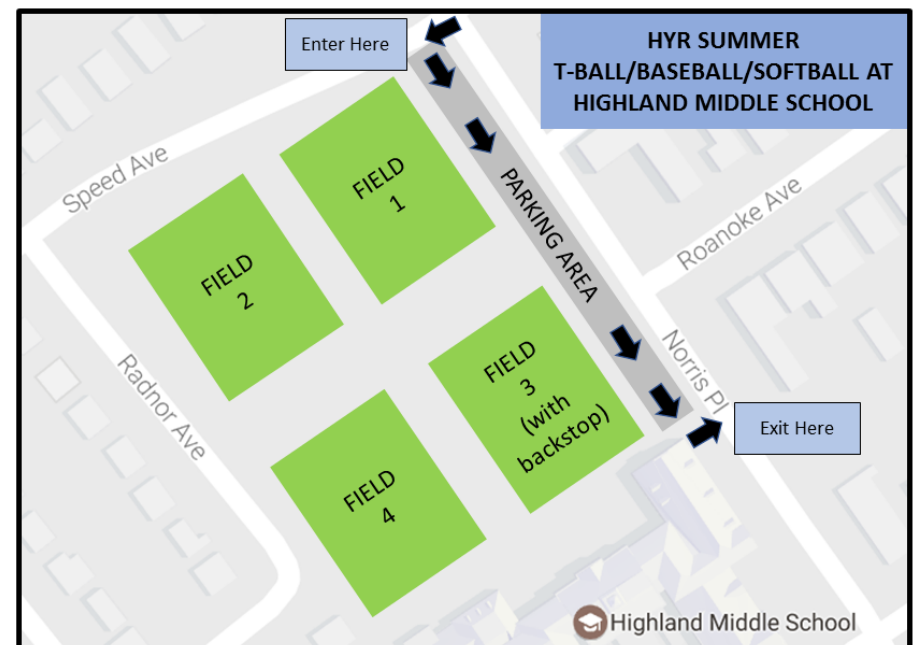 Enter Here
HYR SUMMER
T-BALL/BASEBALL/SOFTBALL AT
HIGHLAND MIDDLE SCHOOL
Speed Ave
FIELD
1
PARKING AREA
Roanoke Ave
FIELD
2
Radnor Ave
FIELD
3
(with
backstop)
Norris Pl
Exit Here
FIELD
4
Highland Middle School